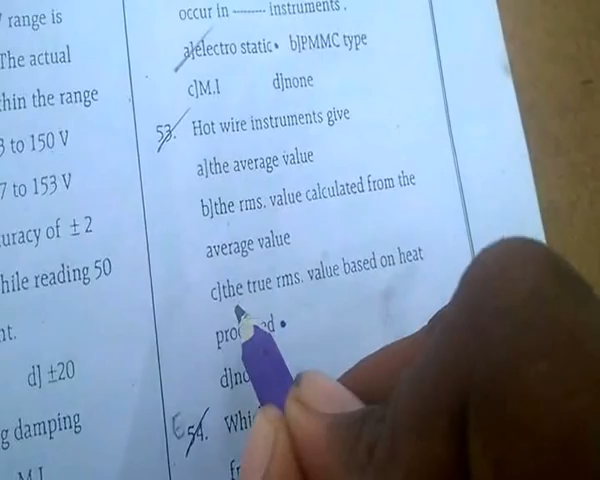 range is
The actual
thin the range
3 to 150 V
7 to 153 V
uracy of ± 2
hile reading 50
nt.
d] ±20
g damping
M.I
occur in -------- instruments .
a]electro static• b]PMMC type
c]M.I d]none
53. Hot wire instruments give
a]the average value
b]the rms. value calculated from the
average value
c]the true rms. value based on heat
d]no
54. Whi